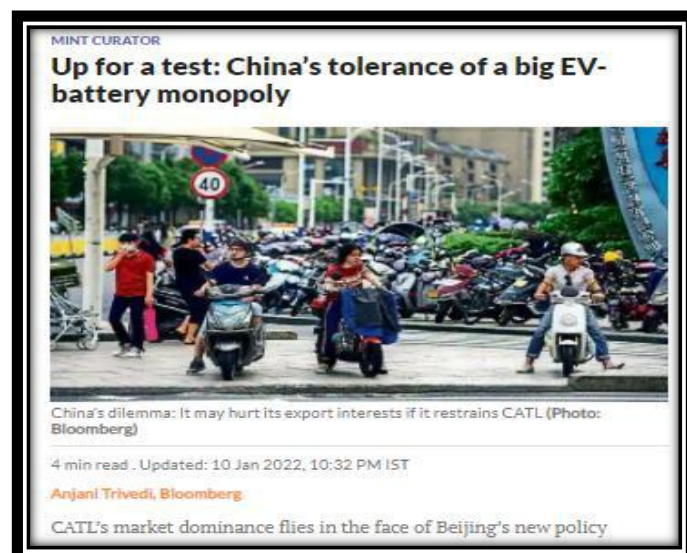 MINT CURATOR
Up for a test: China’s tolerance of a big EV-
battery monopoly
40
China's dilemma: It may hurt its export interests if it restrains CATL (Photo:
Bloomberg)
4 min read . Updated: 10 Jan 2022, 10:32 PM IST
Anjani Trivedi, Bloomberg
CATL’s market dominance flies in the face of Beijing’s new policy